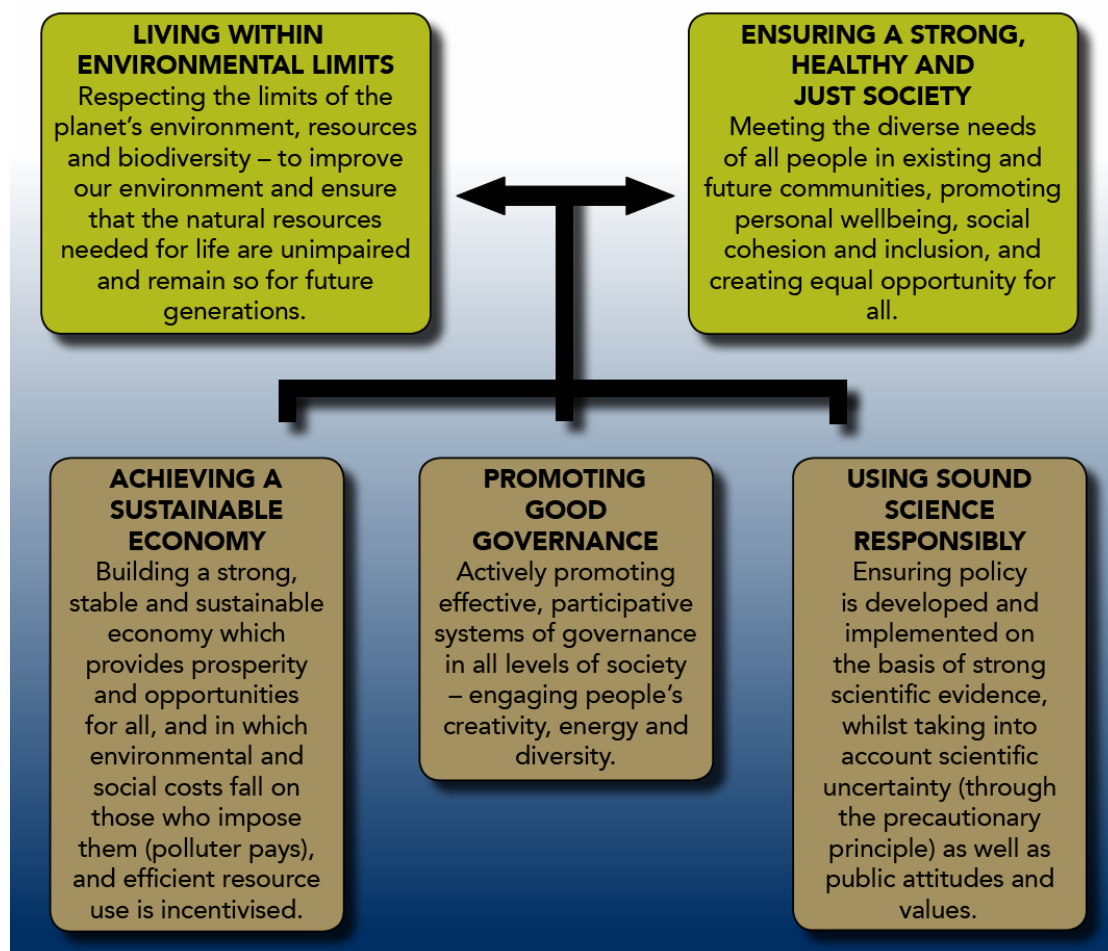 LIVING WITHIN
ENVIRONMENTAL LIMITS
Respecting the limits of the
planet’s environment, resources
and biodiversity – to improve
our environment and ensure
that the natural resources
needed for life are unimpaired
and remain so for future
generations.
ENSURING A STRONG,
HEALTHY AND
JUST SOCIETY
Meeting the diverse needs
of all people in existing and
future communities, promoting
personal wellbeing, social
cohesion and inclusion, and
creating equal opportunity for
all.
ACHIEVING A
SUSTAINABLE
ECONOMY
Building a strong,
stable and sustainable
economy which
provides prosperity
and opportunities
for all, and in which
environmental and
social costs fall on
those who impose
them (polluter pays),
and efficient resource
use is incentivised.
PROMOTING
GOOD
GOVERNANCE
Actively promoting
effective, participative
systems of governance
in all levels of society
– engaging people’s
creativity, energy and
diversity.
USING SOUND
SCIENCE
RESPONSIBLY
Ensuring policy
is developed and
implemented on
the basis of strong
scientific evidence,
whilst taking into
account scientific
uncertainty (through
the precautionary
principle) as well as
public attitudes and
values.